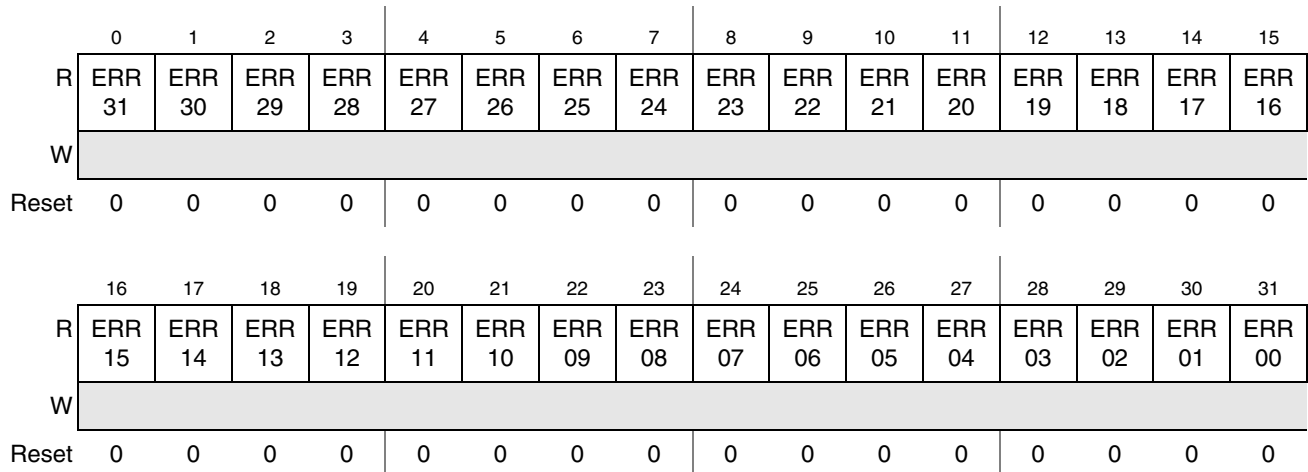 0 1 2 3 4 5 6 7 8 9 10 11 12 13 14 15
R ERR ERR ERR ERR ERR ERR ERR ERR ERR ERR ERR ERR ERR ERR ERR ERR
31 30 29 28 27 26 25 24 23 22 21 20 19 18 17 16
W
Reset 0 0 0 0 0 0 0 0 0 0 0 0 0 0 0 0
16 17 18 19 20 21 22 23 24 25 26 27 28 29 30 31
R ERR ERR ERR ERR ERR ERR ERR ERR ERR ERR ERR ERR ERR ERR ERR ERR
15 14 13 12 11 10 09 08 07 06 05 04 03 02 01 00
W
Reset 0 0 0 0 0 0 0 0 0 0 0 0 0 0 0 0